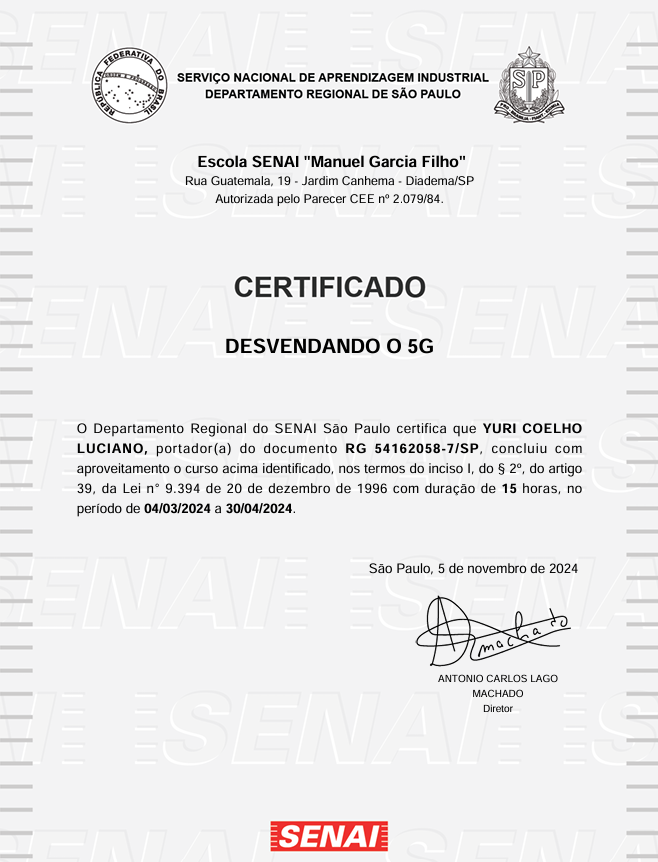 REPÚBLICA FEDERATIVA DO BRASIL
SERVIÇO NACIONAL DE APRENDIZAGEM INDUSTRIAL
DEPARTAMENTO REGIONAL DE SÃO PAULO
SP
Escola SENAI "Manuel Garcia Filho"
Rua Guatemala, 19 - Jardim Canhema - Diadema/SP
Autorizada pelo Parecer CEE nº 2.079/84.
CERTIFICADO
DESVENDANDO O 5G
O Departamento Regional do SENAI São Paulo certifica que YURI COELHO
LUCIANO, portador(a) do documento RG 54162058-7/SP, concluiu com
aproveitamento o curso acima identificado, nos termos do inciso I, do § 2º, do artigo
39, da Lei n° 9.394 de 20 de dezembro de 1996 com duração de 15 horas, no
período de 04/03/2024 a 30/04/2024.
São Paulo, 5 de novembro de 2024
Machado
ANTONIO CARLOS LAGO
MACHADO
Diretor
SENAI